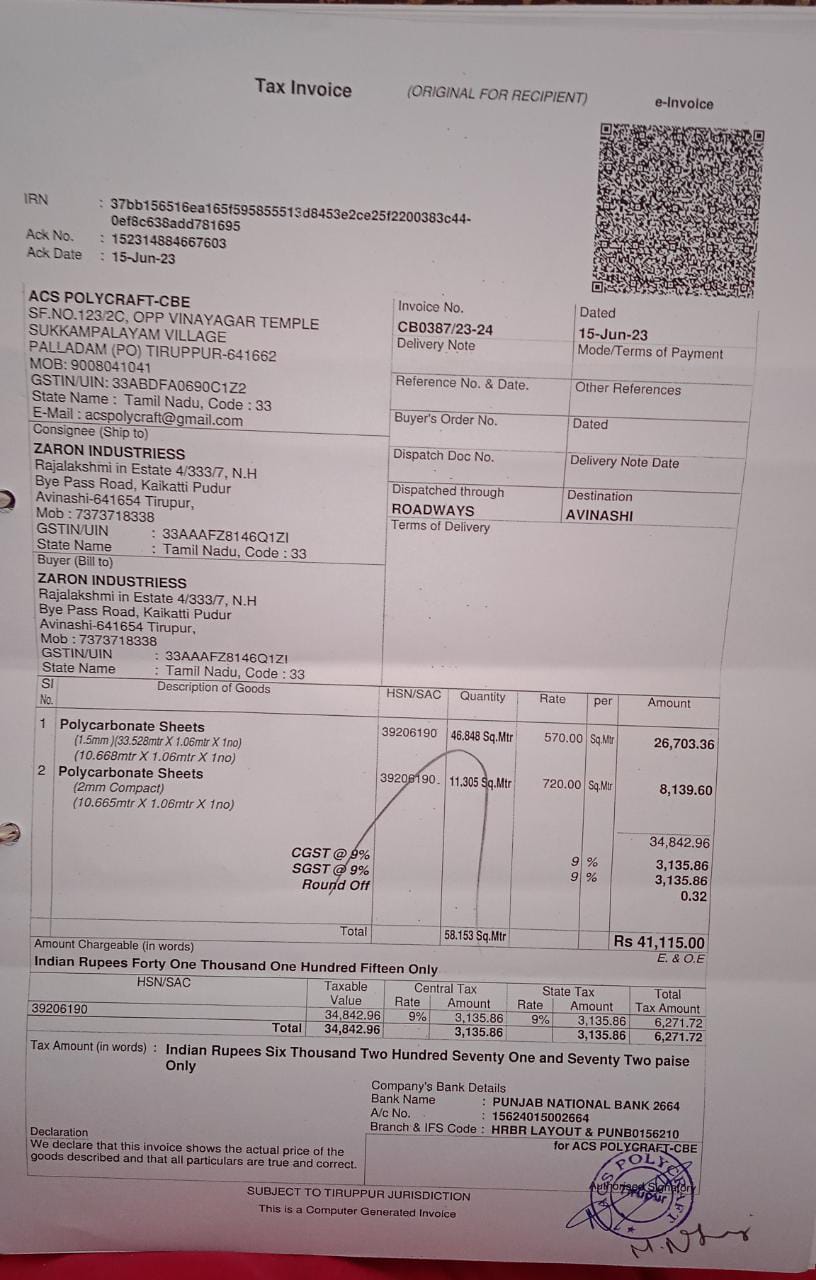 Tax Invoice
(ORIGINAL FOR RECIPIENT)
e-Invoice
IRN : 37bb156516ea165f595855513d8453e2ce25f2200383c44-
0ef8c638add781695
Ack No. : 152314884667603
Ack Date : 15-Jun-23
ACS POLYCRAFT-CBE
SF.NO.123/2C, OPP VINAYAGAR TEMPLE
SUKKAMPALAYAM VILLAGE
PALLADAM (PO) TIRUPPUR-641662
MOB: 9008041041
GSTIN/UIN: 33ABDFA0690C1Z2
State Name : Tamil Nadu, Code : 33
E-Mail : acspolycraft@gmail.com
Invoice No. Dated
CB0387/23-24 15-Jun-23
Delivery Note Mode/Terms of Payment
Reference No. & Date. Other References
Buyer's Order No. Dated
Dispatch Doc No. Delivery Note Date
Dispatched through Destination
ROADWAYS AVINASHI
Terms of Delivery
Consignee (Ship to)
ZARON INDUSTRIESS
Rajalakshmi in Estate 4/333/7, N.H
Bye Pass Road, Kaikatti Pudur
Avinashi-641654 Tirupur,
Mob : 7373718338
GSTIN/UIN : 33AAAFZ8146Q1ZI
State Name : Tamil Nadu, Code : 33
Buyer (Bill to)
ZARON INDUSTRIESS
Rajalakshmi in Estate 4/333/7, N.H
Bye Pass Road, Kaikatti Pudur
Avinashi-641654 Tirupur,
Mob : 7373718338
GSTIN/UIN : 33AAAFZ8146Q1ZI
State Name : Tamil Nadu, Code : 33
Sl No. Description of Goods HSN/SAC Quantity Rate per Amount
1 Polycarbonate Sheets 39206190 46.848 Sq.Mtr 570.00 Sq.Mtr 26,703.36
(1.5mm )(33.528mtr X 1.06mtr X 1no)
(10.668mtr X 1.06mtr X 1no)
2 Polycarbonate Sheets 39206190 11.305 Sq.Mtr 720.00 Sq.Mtr 8,139.60
(2mm Compact)
(10.665mtr X 1.06mtr X 1no)
34,842.96
CGST @ 9% 9 % 3,135.86
SGST @ 9% 9 % 3,135.86
Round Off 0.32
Total 58.153 Sq.Mtr Rs 41,115.00
Amount Chargeable (in words) E. & O.E
Indian Rupees Forty One Thousand One Hundred Fifteen Only
HSN/SAC Taxable Value Central Tax State Tax Total Tax Amount
Rate Amount Rate Amount
39206190 34,842.96 9% 3,135.86 9% 3,135.86 6,271.72
Total 34,842.96 3,135.86 3,135.86 6,271.72
Tax Amount (in words) : Indian Rupees Six Thousand Two Hundred Seventy One and Seventy Two paise
Only
Company's Bank Details
Bank Name : PUNJAB NATIONAL BANK 2664
A/c No. : 15624015002664
Branch & IFS Code : HRBR LAYOUT & PUNB0156210
Declaration
We declare that this invoice shows the actual price of the
goods described and that all particulars are true and correct.
for ACS POLYCRAFT-CBE
ACS POLYCRAFT
Tirupur
Authorised Signatory
SUBJECT TO TIRUPPUR JURISDICTION
This is a Computer Generated Invoice